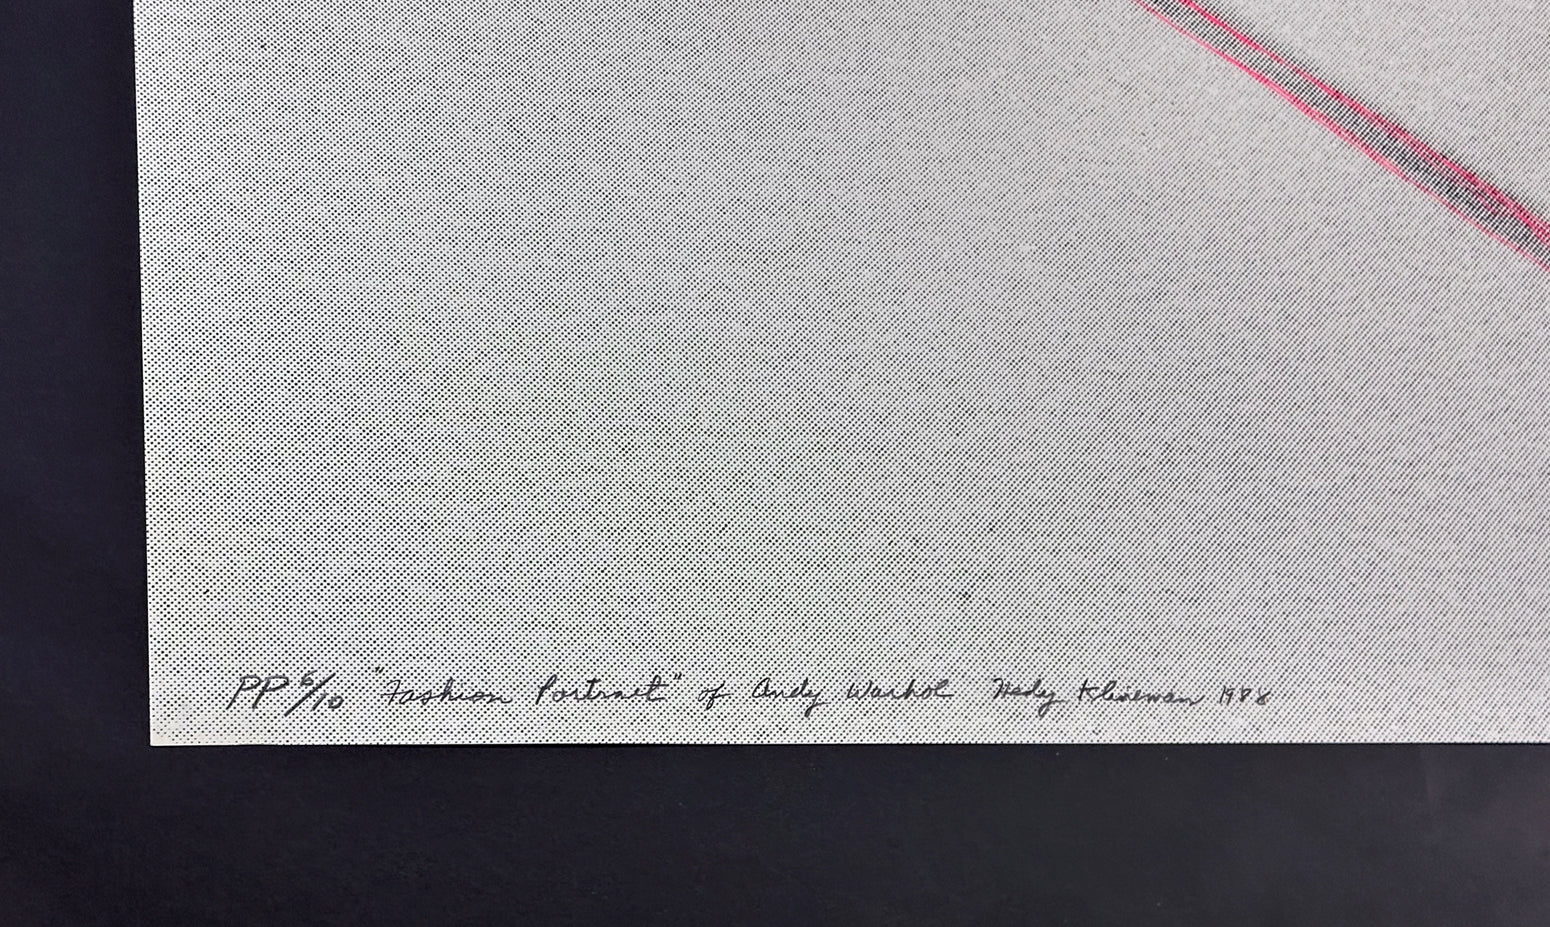 PP 6/10 "Fashion Portrait" of Andy Warhol Hedy Klineman 1988